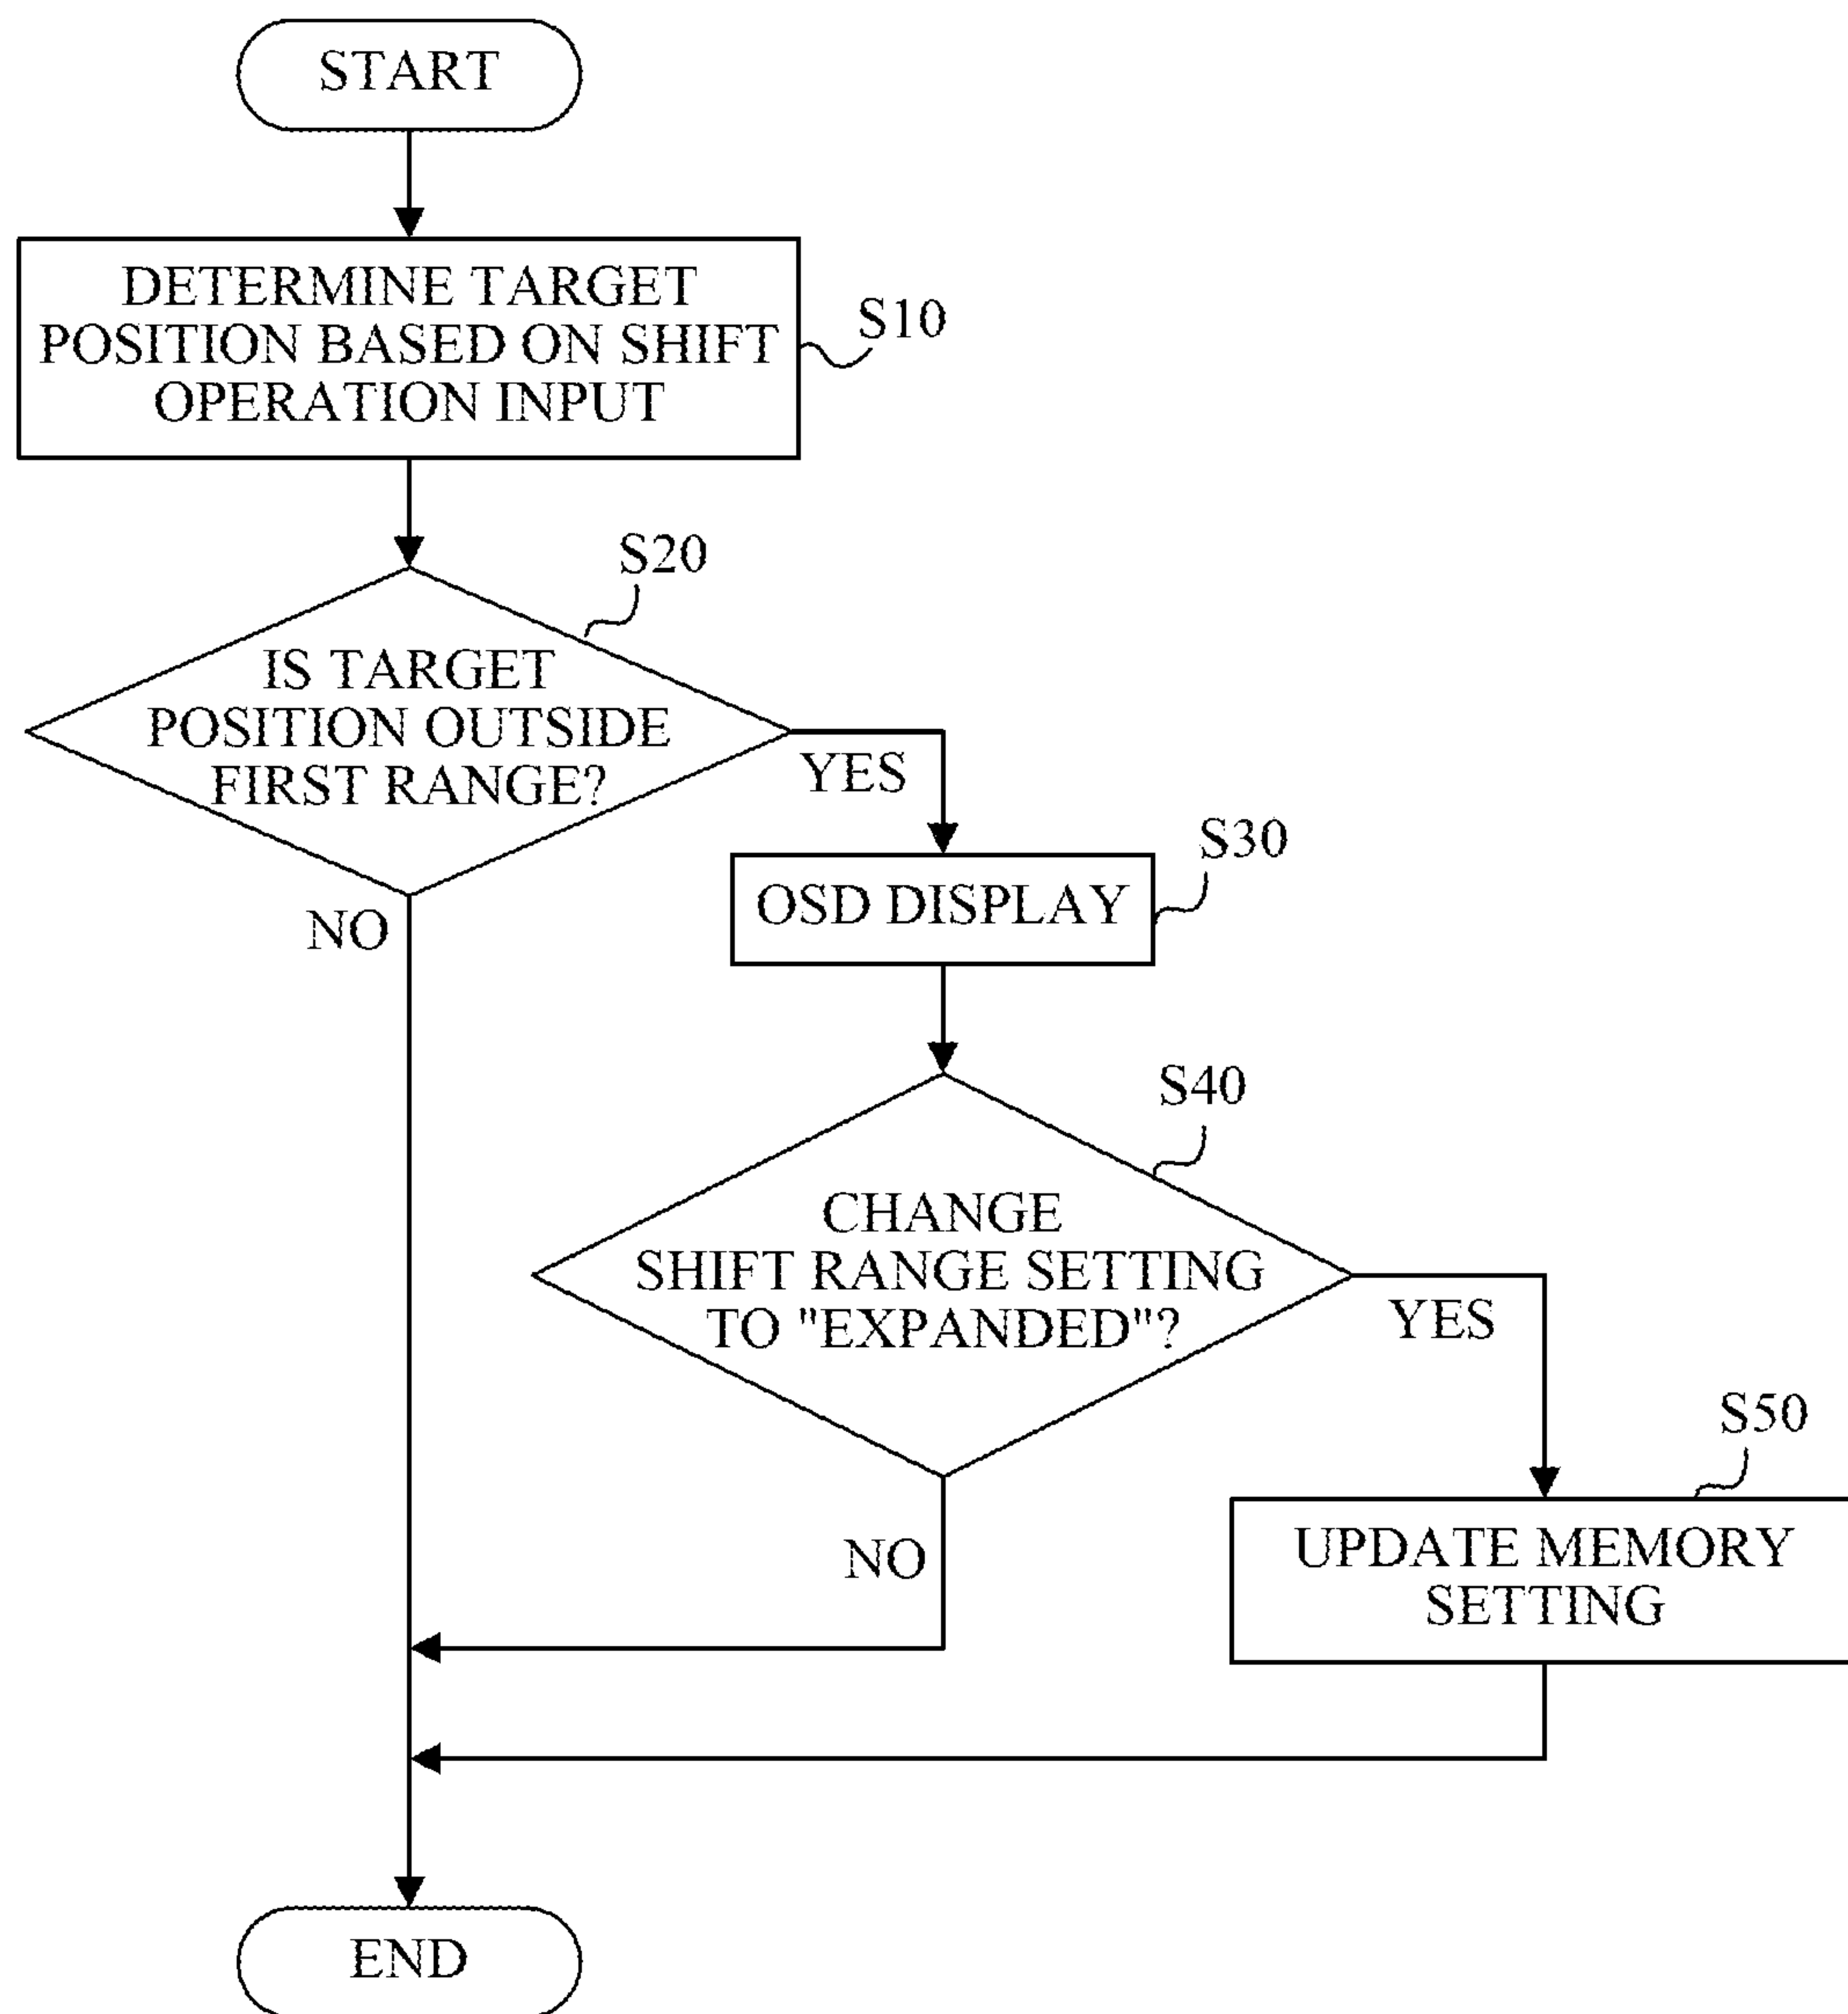 START
DETERMINE TARGET
POSITION BASED ON SHIFT
OPERATION INPUT
S10
S20
IS TARGET
POSITION OUTSIDE
FIRST RANGE?
YES
NO
S30
OSD DISPLAY
S40
CHANGE
SHIFT RANGE SETTING
TO "EXPANDED"?
YES
NO
S50
UPDATE MEMORY
SETTING
END